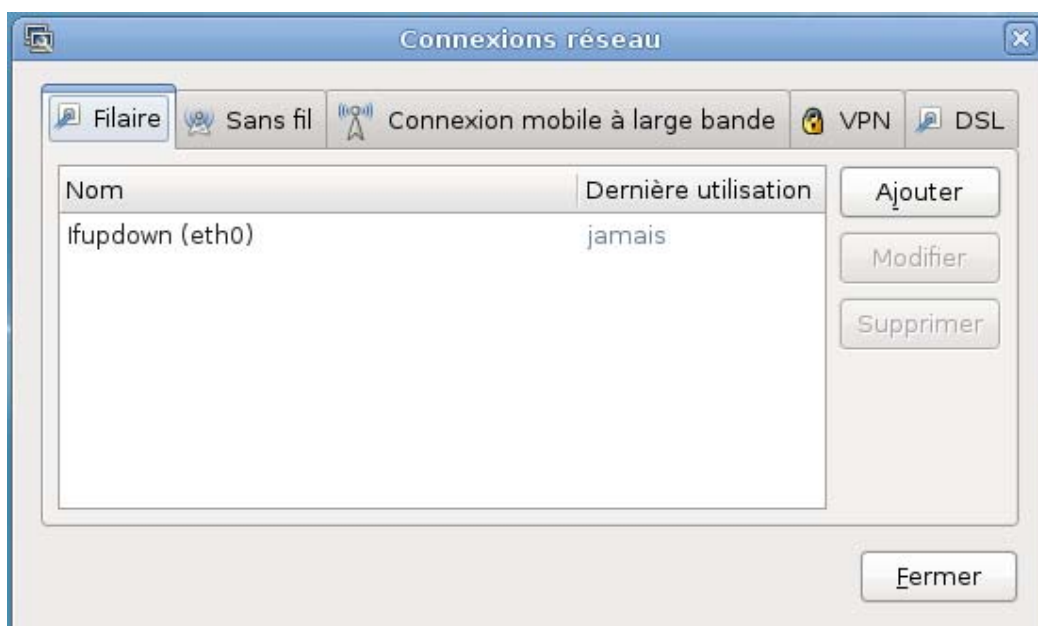 Connexions réseau
Filaire Sans fil Connexion mobile à large bande VPN DSL
Nom Dernière utilisation
Ifupdown (eth0) jamais
Ajouter
Modifier
Supprimer
Fermer